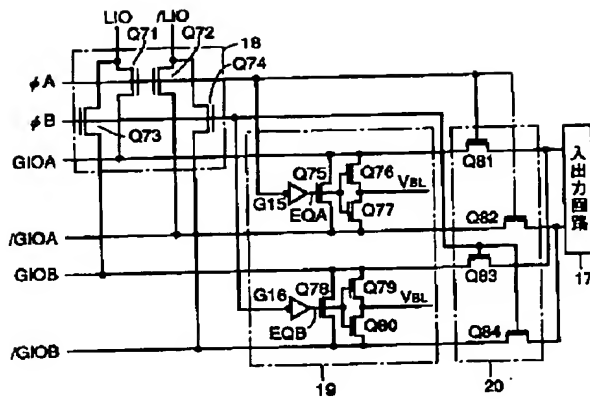 LIO
/LIO
Q71
Q72
18
Q74
φA
φB
Q73
GIOA
Q75
Q76
Q81
VBL
G15
EQA
Q77
Q82
/GIOA
GIOB
Q78
Q79
Q83
VBL
G16
Q80
Q84
EQB
/GIOB
19
20
入出力回路
17